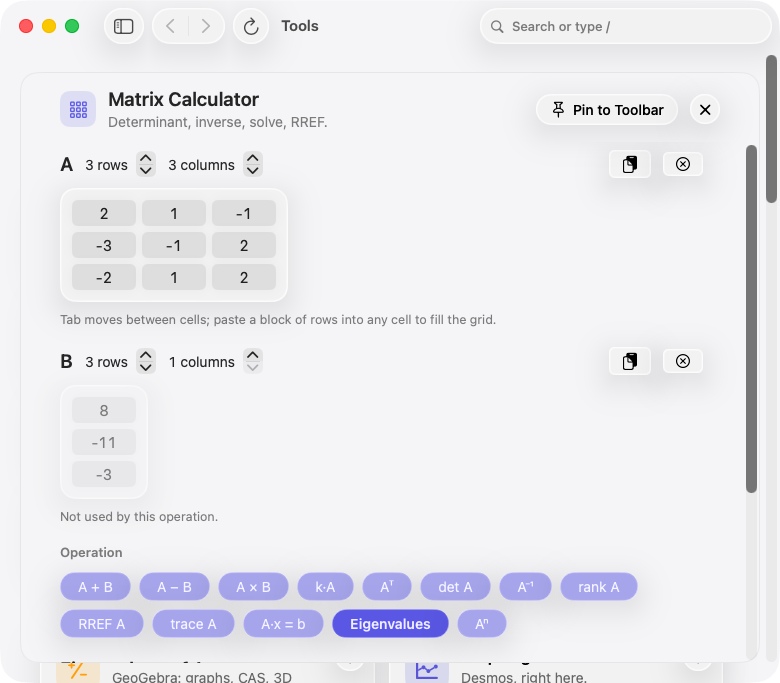 Tools
Search or type /
Matrix Calculator
Determinant, inverse, solve, RREF.
Pin to Toolbar
A 3 rows 3 columns
2 1 -1
-3 -1 2
-2 1 2
Tab moves between cells; paste a block of rows into any cell to fill the grid.
B 3 rows 1 columns
8
-11
-3
Not used by this operation.
Operation
A + B A − B A × B k·A Aᵀ det A A⁻¹ rank A
RREF A trace A A·x = b Eigenvalues Aⁿ
GeoGebra: graphs, CAS, 3D
Desmos, right here.